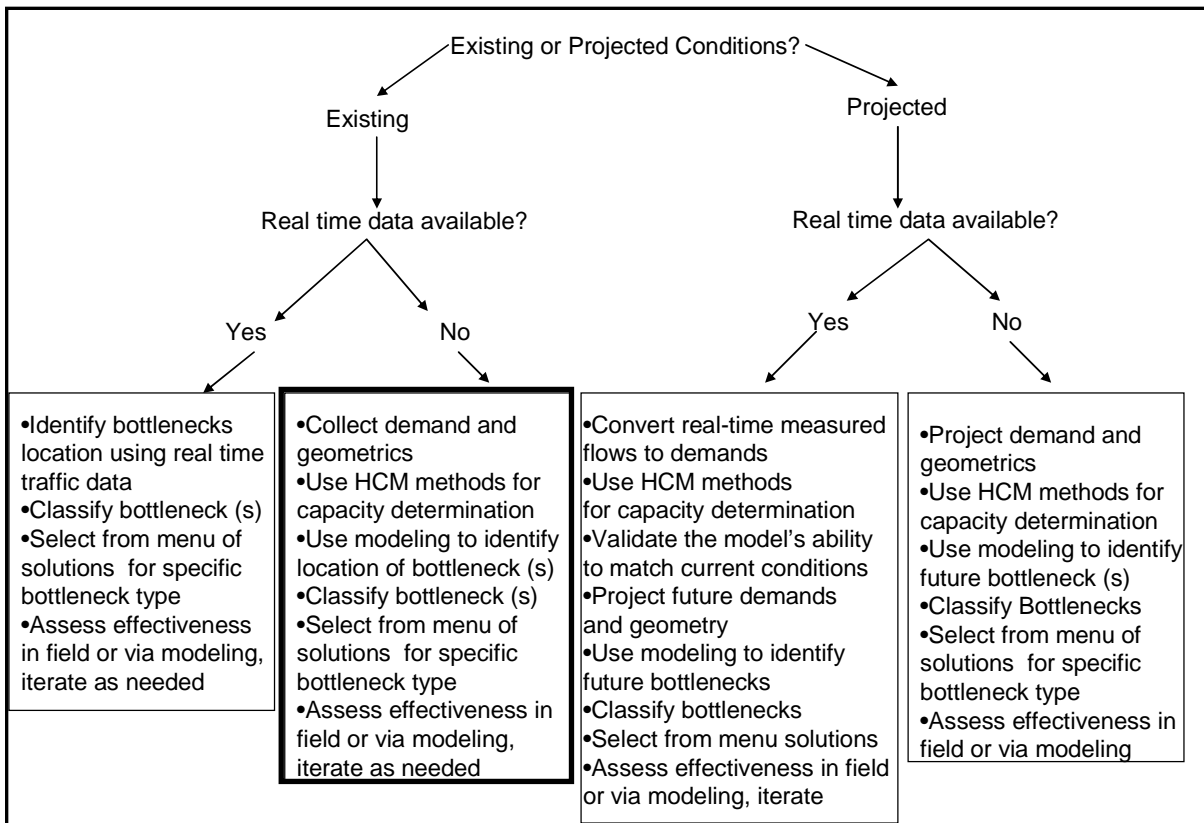 Existing or Projected Conditions?
Existing
Projected
Real time data available?
Real time data available?
Yes
No
Yes
No
•Identify bottlenecks
location using real time
traffic data
•Classify bottleneck (s)
•Select from menu of
solutions for specific
bottleneck type
•Assess effectiveness
in field or via modeling,
iterate as needed
•Collect demand and
geometrics
•Use HCM methods for
capacity determination
•Use modeling to identify
location of bottleneck (s)
•Classify bottleneck (s)
•Select from menu of
solutions for specific
bottleneck type
•Assess effectiveness in
field or via modeling,
iterate as needed
•Convert real-time measured
flows to demands
•Use HCM methods
for capacity determination
•Validate the model’s ability
to match current conditions
•Project future demands
and geometry
•Use modeling to identify
future bottlenecks
•Classify bottlenecks
•Select from menu solutions
•Assess effectiveness in field
or via modeling, iterate
•Project demand and
geometrics
•Use HCM methods for
capacity determination
•Use modeling to identify
future bottleneck (s)
•Classify Bottlenecks
•Select from menu of
solutions for specific
bottleneck type
•Assess effectiveness in
field or via modeling